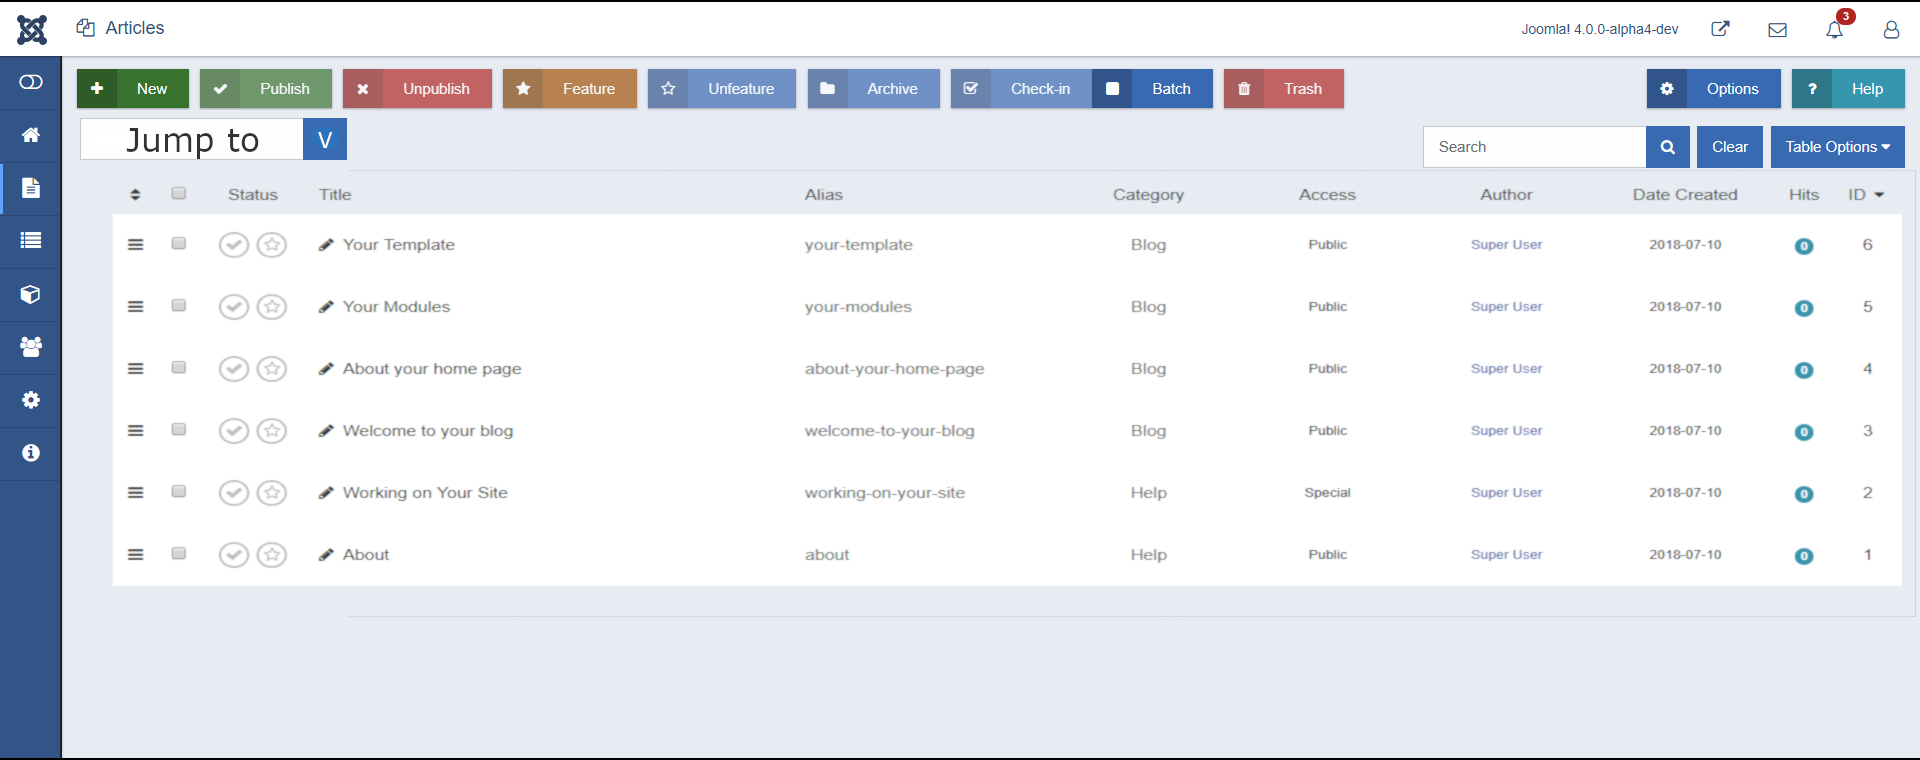 Articles Joomla! 4.0.0-alpha4-dev 3
New Publish Unpublish Feature Unfeature Archive Check-in Batch Trash Options ? Help
Jump to V Search Clear Table Options
Status Title Alias Category Access Author Date Created Hits ID
Your Template your-template Blog Public Super User 2018-07-10 0 6
Your Modules your-modules Blog Public Super User 2018-07-10 0 5
About your home page about-your-home-page Blog Public Super User 2018-07-10 0 4
Welcome to your blog welcome-to-your-blog Blog Public Super User 2018-07-10 0 3
Working on Your Site working-on-your-site Help Special Super User 2018-07-10 0 2
About about Help Public Super User 2018-07-10 0 1